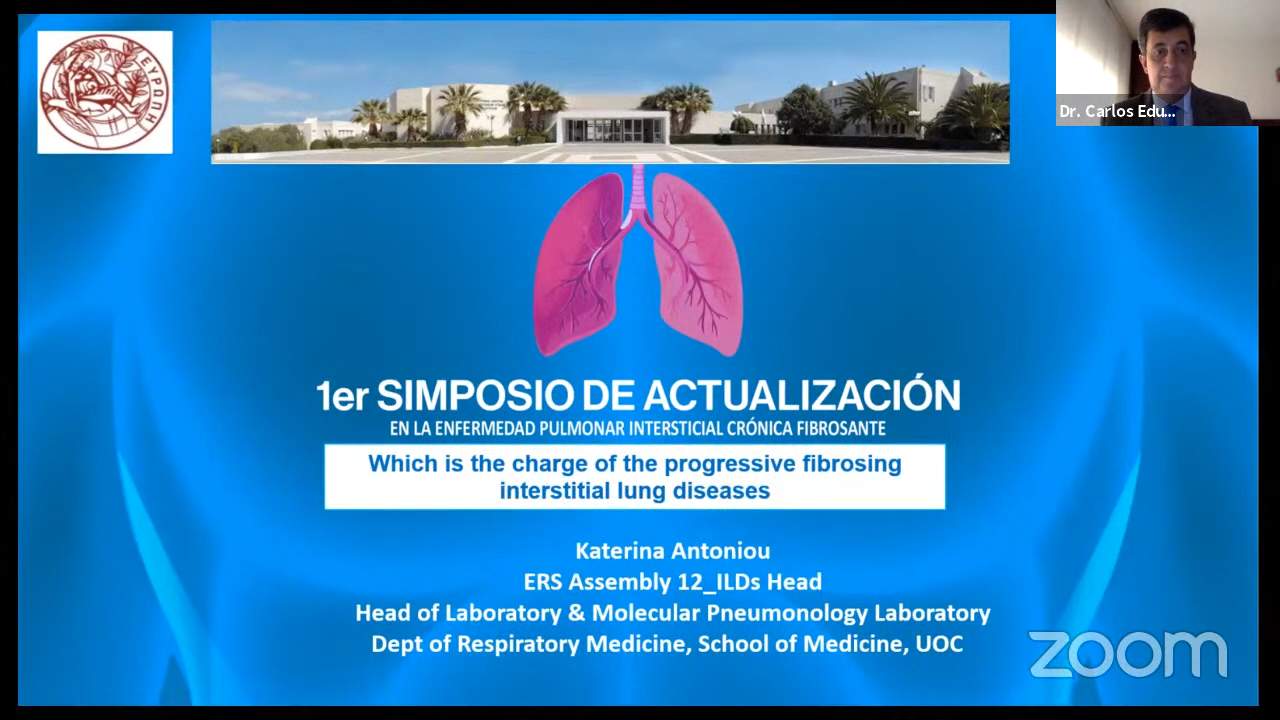 ΕΥΡΩΠΗ
Dr. Carlos Edu...
1er SIMPOSIO DE ACTUALIZACIÓN
EN LA ENFERMEDAD PULMONAR INTERSTICIAL CRÓNICA FIBROSANTE
Which is the charge of the progressive fibrosing
interstitial lung diseases
Katerina Antoniou
ERS Assembly 12_ILDs Head
Head of Laboratory & Molecular Pneumonology Laboratory
Dept of Respiratory Medicine, School of Medicine, UOC
zoom